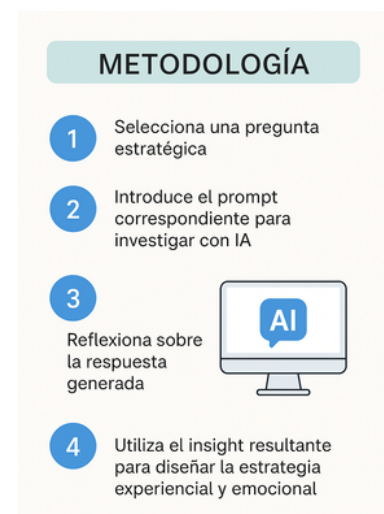 METODOLOGÍA
1
Selecciona una pregunta
estratégica
2
Introduce el prompt
correspondiente para
investigar con IA
3
Reflexiona sobre
la respuesta
generada
AI
4
Utiliza el insight resultante
para diseñar la estrategia
experiencial y emocional